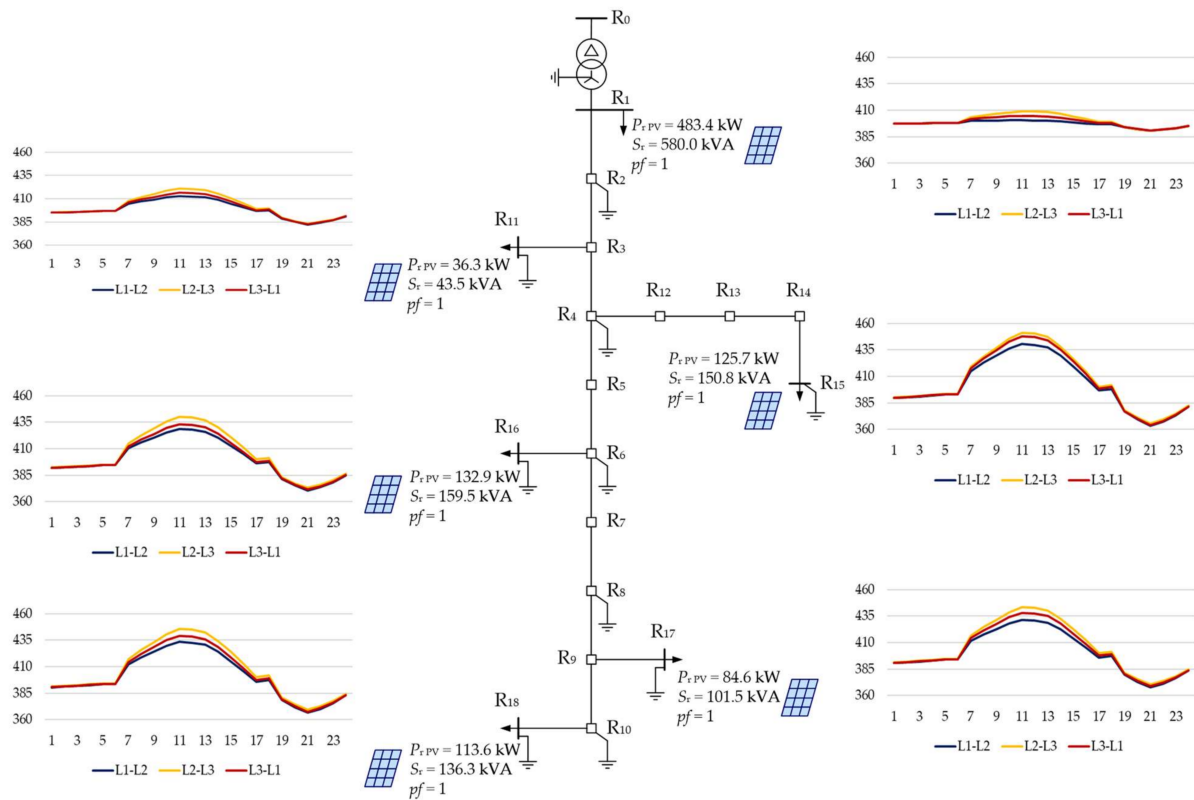 R0
R1
Pr PV = 483.4 kW
Sr = 580.0 kVA
pf = 1
460
435
410
385
360
1 3 5 7 9 11 13 15 17 19 21 23
L1-L2 L2-L3 L3-L1
R2
460
435
410
385
360
1 3 5 7 9 11 13 15 17 19 21 23
L1-L2 L2-L3 L3-L1
R11
R3
Pr PV = 36.3 kW
Sr = 43.5 kVA
pf = 1
R12 R13 R14
R4
Pr PV = 125.7 kW
Sr = 150.8 kVA
pf = 1
R15
460
435
410
385
360
1 3 5 7 9 11 13 15 17 19 21 23
L1-L2 L2-L3 L3-L1
R5
460
435
410
385
360
1 3 5 7 9 11 13 15 17 19 21 23
L1-L2 L2-L3 L3-L1
R16
R6
Pr PV = 132.9 kW
Sr = 159.5 kVA
pf = 1
R7
R8
R17
R9
Pr PV = 84.6 kW
Sr = 101.5 kVA
pf = 1
460
435
410
385
360
1 3 5 7 9 11 13 15 17 19 21 23
L1-L2 L2-L3 L3-L1
460
435
410
385
360
1 3 5 7 9 11 13 15 17 19 21 23
L1-L2 L2-L3 L3-L1
R18
R10
Pr PV = 113.6 kW
Sr = 136.3 kVA
pf = 1